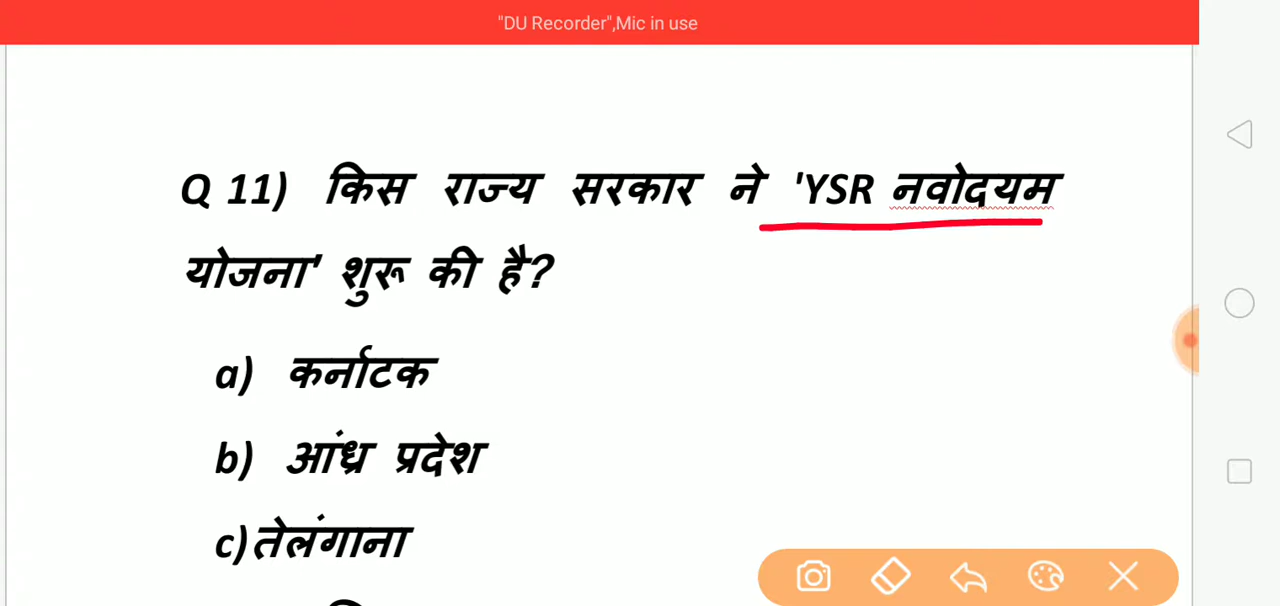 "DU Recorder",Mic in use
Q 11) किस राज्य सरकार ने 'YSR नवोदयम
योजना' शुरू की है?
a) कर्नाटक
b) आंध्र प्रदेश
c) तेलंगाना